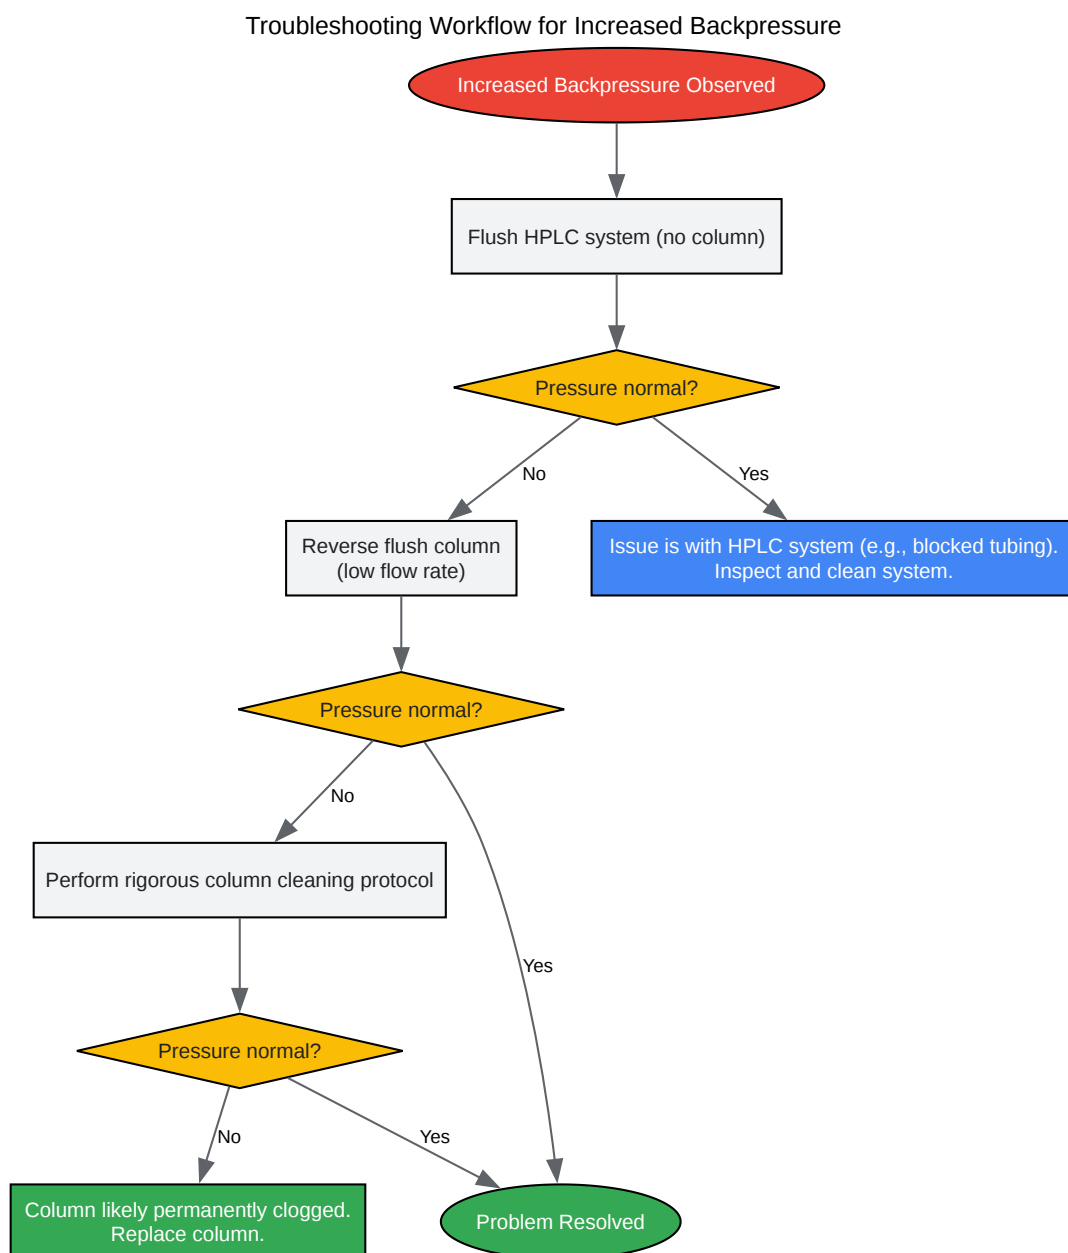 Troubleshooting Workflow for Increased Backpressure
Increased Backpressure Observed
Flush HPLC system (no column)
Pressure normal?
No
Yes
Reverse flush column
(low flow rate)
Issue is with HPLC system (e.g., blocked tubing).
Inspect and clean system.
Pressure normal?
No
Perform rigorous column cleaning protocol
Yes
Pressure normal?
No
Yes
Column likely permanently clogged.
Replace column.
Problem Resolved